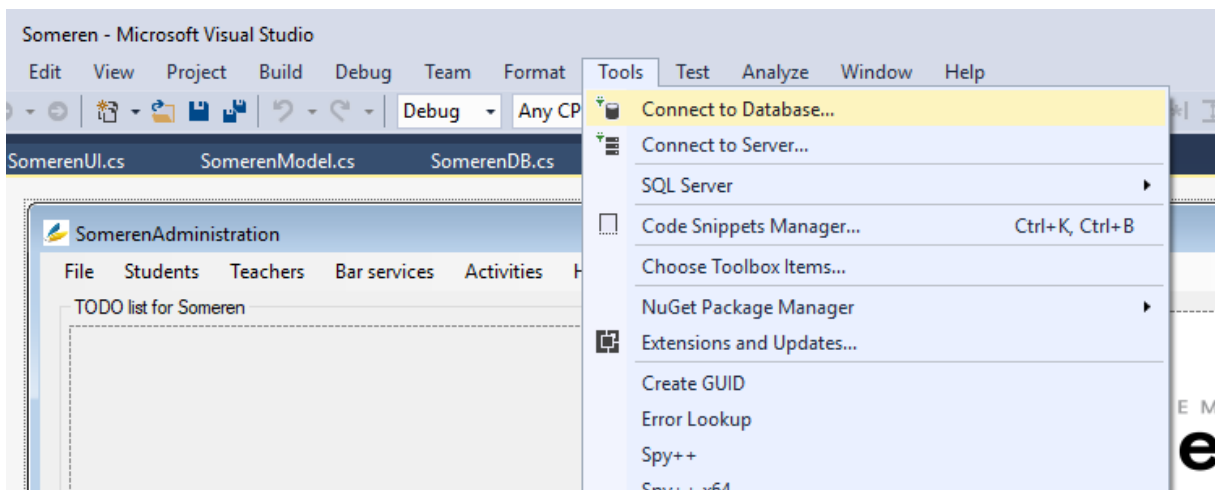 Someren - Microsoft Visual Studio
Edit View Project Build Debug Team Format Tools Test Analyze Window Help
Debug Any CP
SomerenUI.cs SomerenModel.cs SomerenDB.cs
Connect to Database...
Connect to Server...
SQL Server
Code Snippets Manager... Ctrl+K, Ctrl+B
Choose Toolbox Items...
NuGet Package Manager
Extensions and Updates...
Create GUID
Error Lookup
Spy++
Spy++ x64
SomerenAdministration
File Students Teachers Bar services Activities H
TODO list for Someren
E M
e